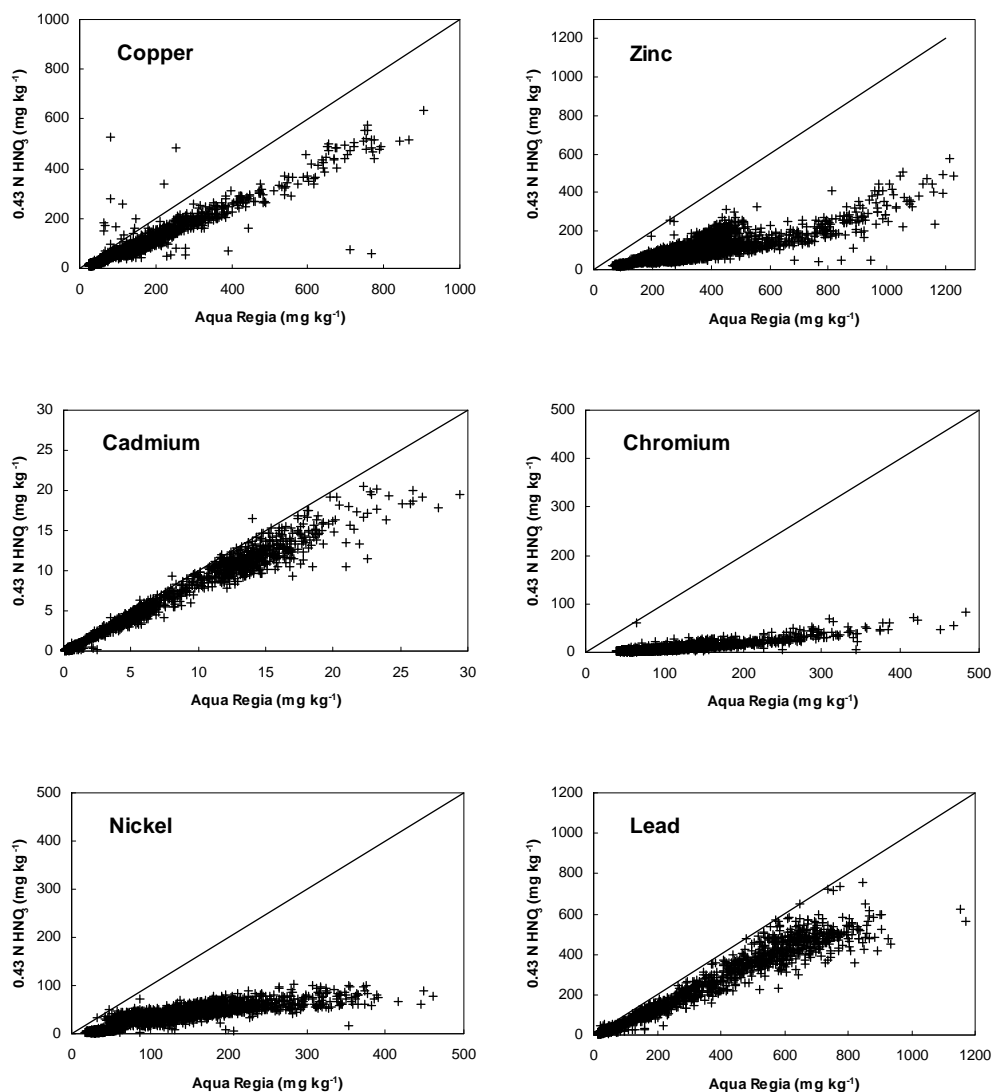 Copper
0.43 N HNO3 (mg kg-1)
1000
800
600
400
200
0
0 200 400 600 800 1000
Aqua Regia (mg kg-1)
Zinc
0.43 N HNO3 (mg kg-1)
1200
1000
800
600
400
200
0
0 200 400 600 800 1000 1200
Aqua Regia (mg kg-1)
Cadmium
0.43 N HNO3 (mg kg-1)
30
25
20
15
10
5
0
0 5 10 15 20 25 30
Aqua Regia (mg kg-1)
Chromium
0.43 N HNO3 (mg kg-1)
500
400
300
200
100
0
0 100 200 300 400 500
Aqua Regia (mg kg-1)
Nickel
0.43 N HNO3 (mg kg-1)
500
400
300
200
100
0
0 100 200 300 400 500
Aqua Regia (mg kg-1)
Lead
0.43 N HNO3 (mg kg-1)
1200
1000
800
600
400
200
0
0 200 400 600 800 1000 1200
Aqua Regia (mg kg-1)